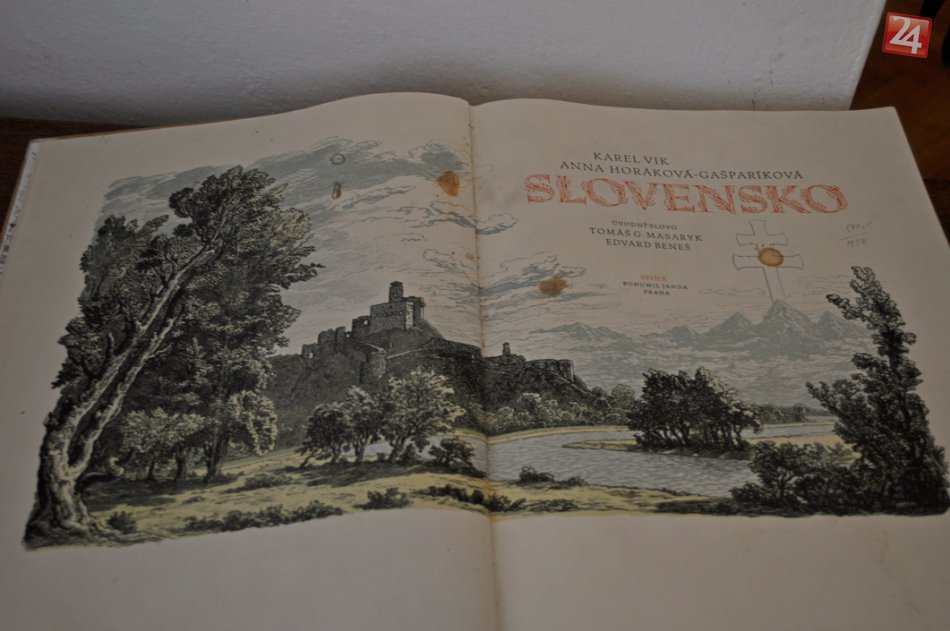 24
KAREL VIK
ANNA HORÁKOVÁ-GAŠPARÍKOVÁ
SLOVENSKO
ÚVODNÍ SLOVO
TOMÁŠ G. MASARYK
EDVARD BENEŠ
SFINX
BOHUMIL JANDA
PRAHA